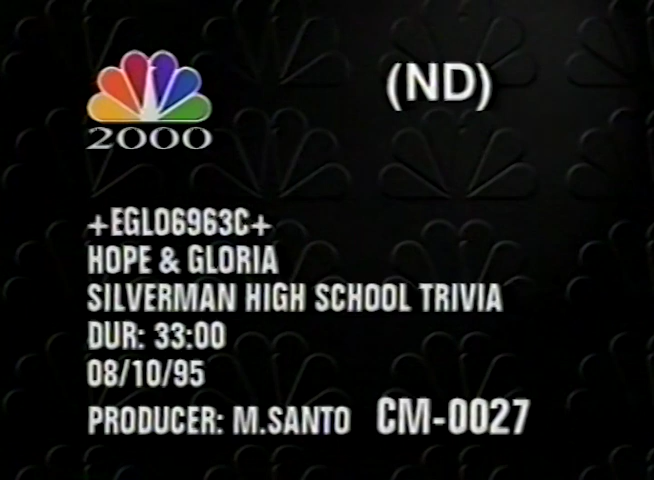 (ND)
2000
+EGL06963C+
HOPE & GLORIA
SILVERMAN HIGH SCHOOL TRIVIA
DUR: 33:00
08/10/95
PRODUCER: M.SANTO CM-0027